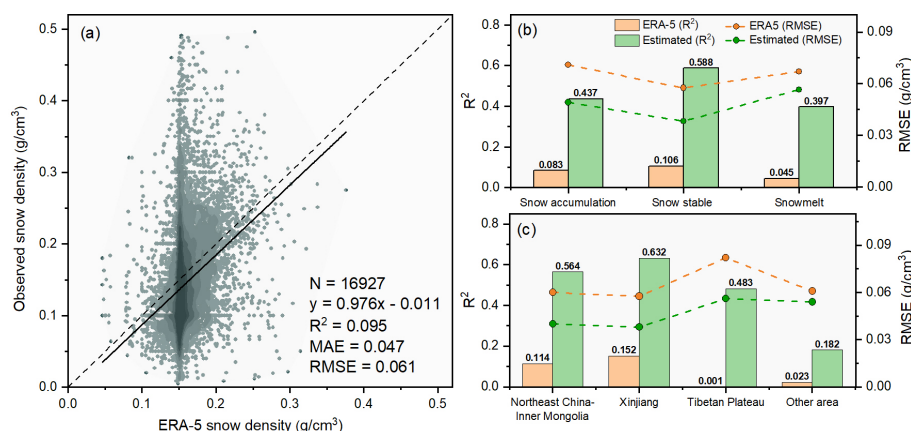 (a)
Observed snow density (g/cm³)
0.5
0.4
0.3
0.2
0.1
0.0
0.0 0.1 0.2 0.3 0.4 0.5
ERA-5 snow density (g/cm³)
N = 16927
y = 0.976x - 0.011
R² = 0.095
MAE = 0.047
RMSE = 0.061
(b)
ERA-5 (R²) ERA5 (RMSE)
Estimated (R²) Estimated (RMSE)
R²
0.8
0.6
0.4
0.2
0.0
0.083 0.437 0.106 0.588 0.045 0.397
Snow accumulation Snow stable Snowmelt
0.09
0.06
0.03
0.00
RMSE (g/cm³)
(c)
R²
0.8
0.6
0.4
0.2
0.0
0.114 0.564 0.152 0.632 0.001 0.483 0.023 0.182
Northeast China- Xinjiang Tibetan Plateau Other area
Inner Mongolia
0.09
0.06
0.03
0.00
RMSE (g/cm³)